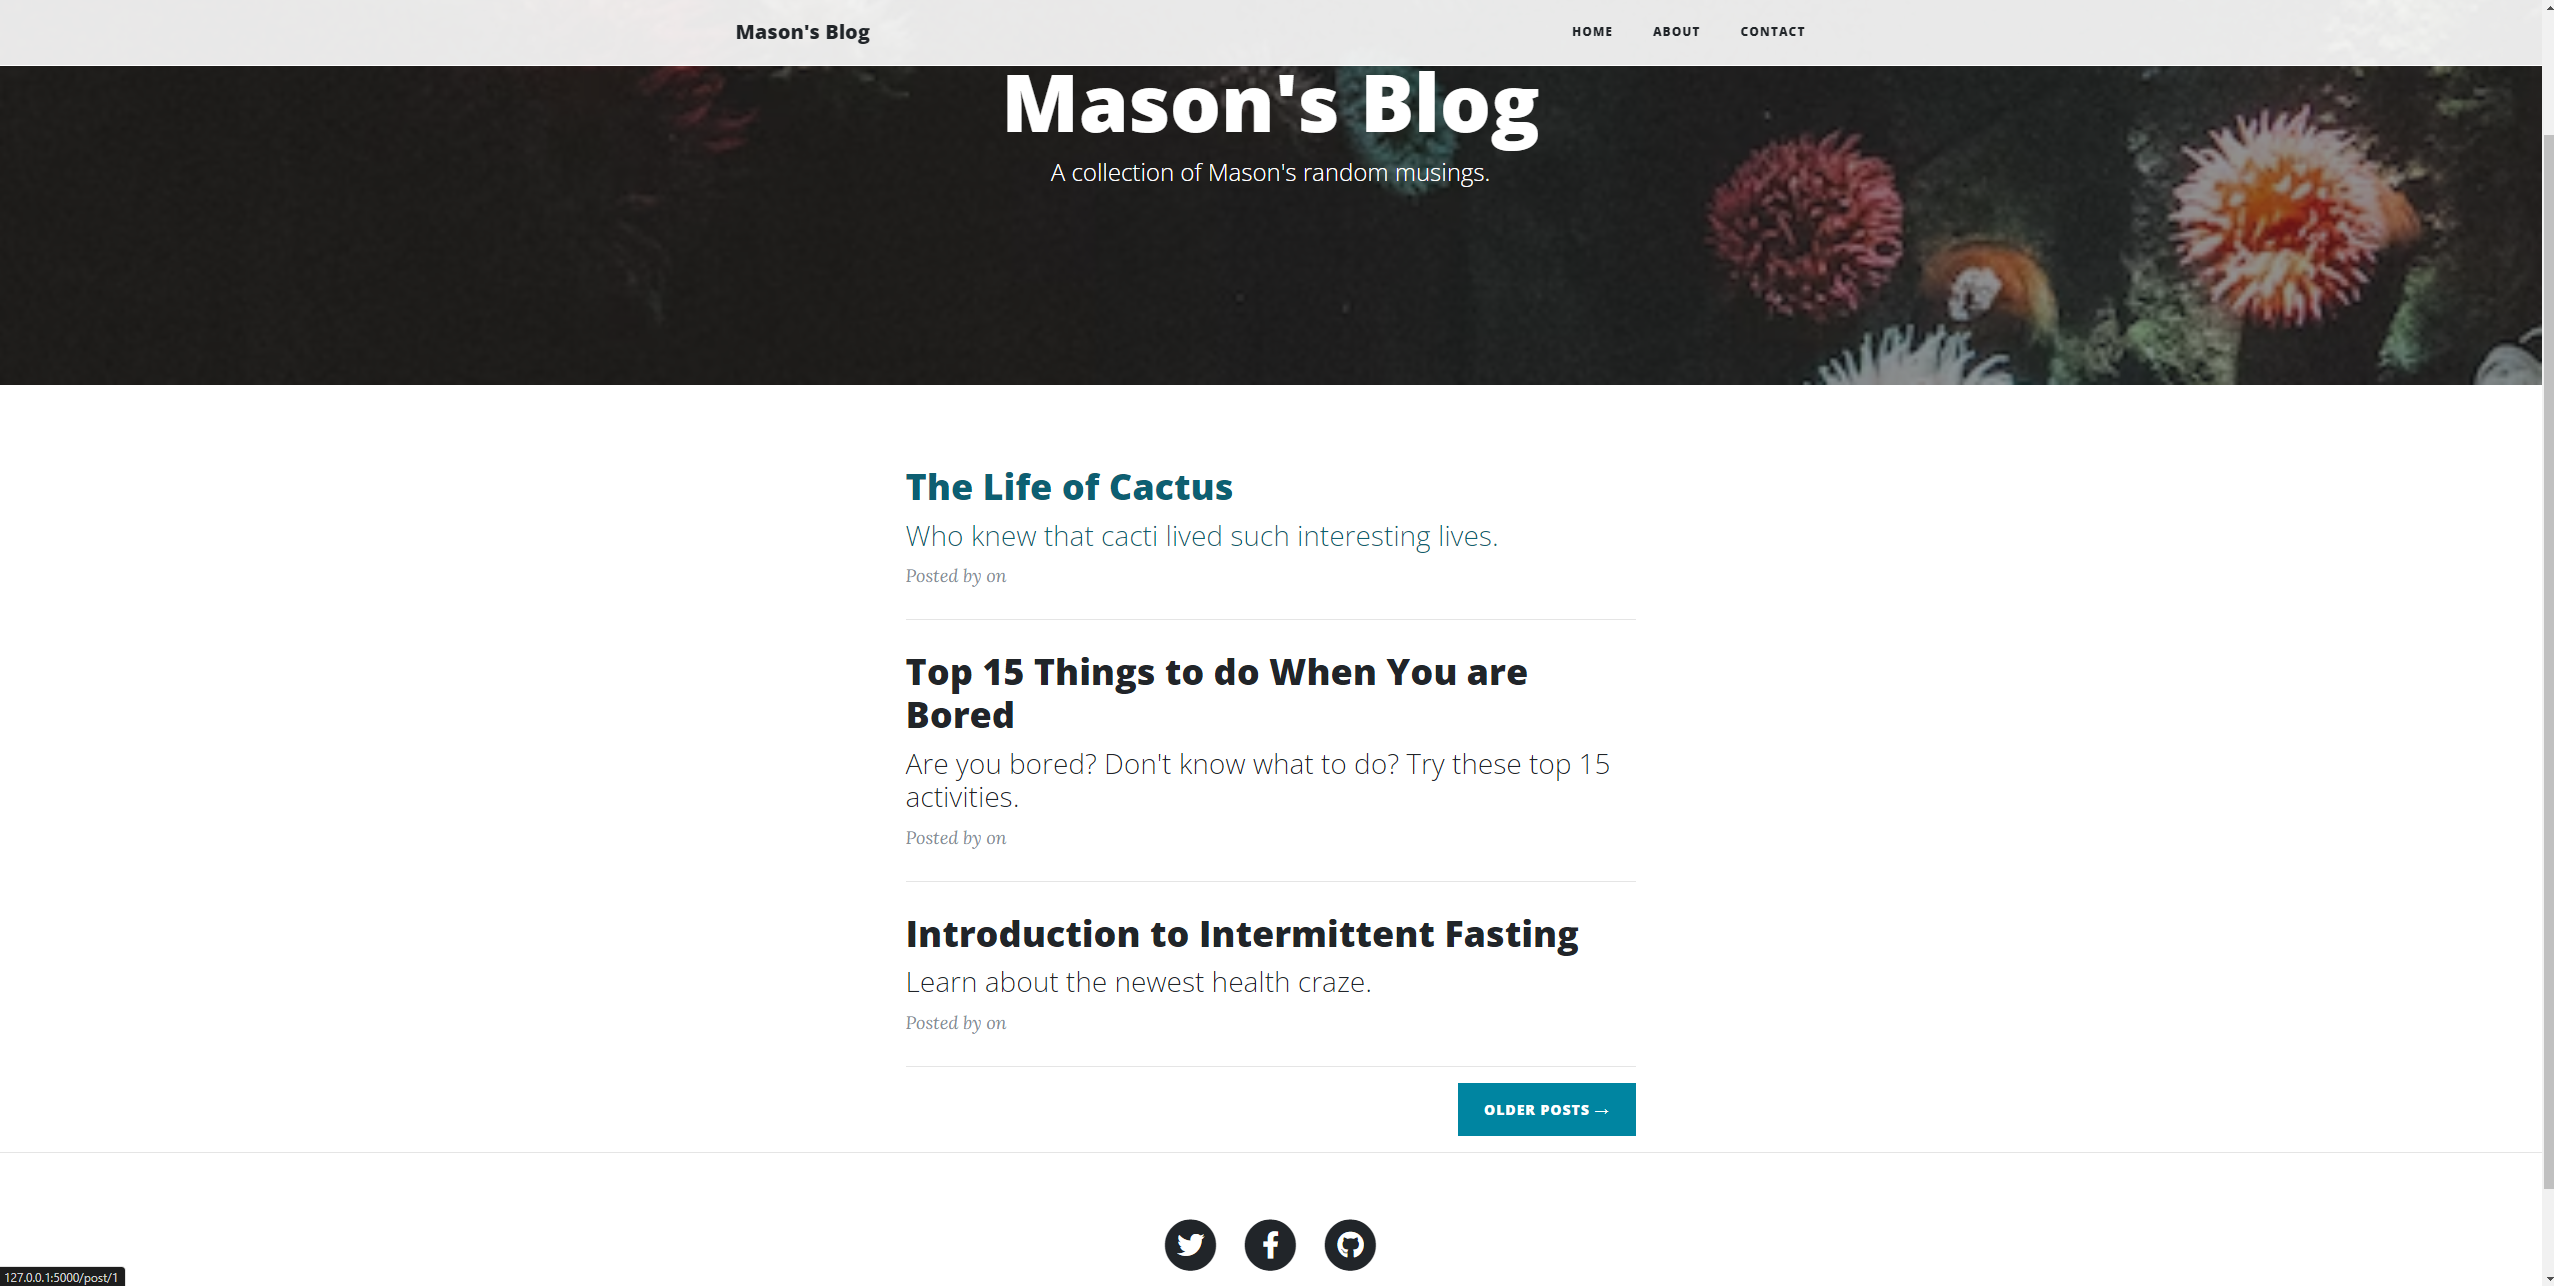 Mason's Blog
HOME ABOUT CONTACT
Mason's Blog
A collection of Mason's random musings.
The Life of Cactus
Who knew that cacti lived such interesting lives.
Posted by on
Top 15 Things to do When You are
Bored
Are you bored? Don't know what to do? Try these top 15
activities.
Posted by on
Introduction to Intermittent Fasting
Learn about the newest health craze.
Posted by on
OLDER POSTS →
127.0.0.1:5000/post/1